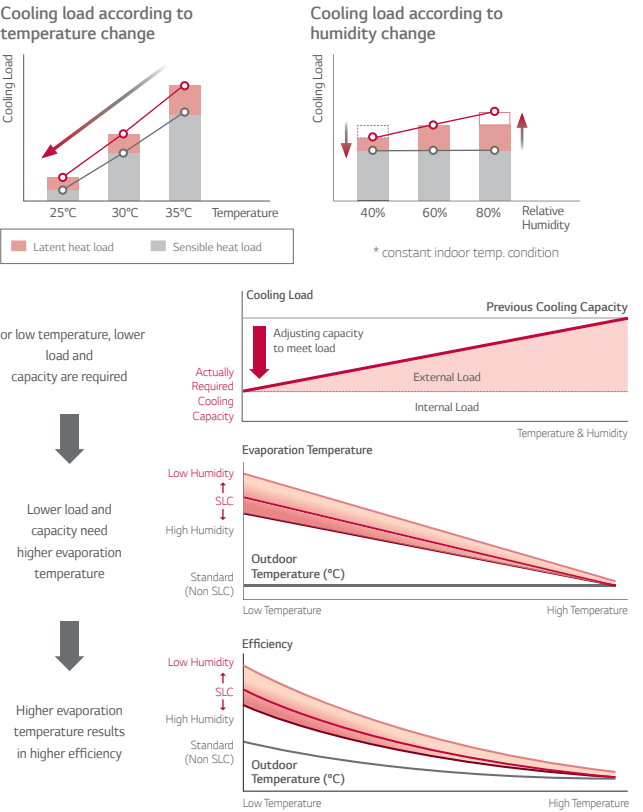 Cooling load according to
temperature change
Cooling Load
25°C 30°C 35°C Temperature
Latent heat load Sensible heat load
Cooling load according to
humidity change
Cooling Load
40% 60% 80% Relative
Humidity
* constant indoor temp. condition
or low temperature, lower
load and
capacity are required
Lower load and
capacity need
higher evaporation
temperature
Higher evaporation
temperature results
in higher efficiency
Cooling Load
Previous Cooling Capacity
Adjusting capacity
to meet load
Actually
Required
Cooling
Capacity
External Load
Internal Load
Temperature & Humidity
Evaporation Temperature
Low Humidity
SLC
High Humidity
Standard
(Non SLC)
Outdoor
Temperature (°C)
Low Temperature High Temperature
Efficiency
Low Humidity
SLC
High Humidity
Standard
(Non SLC)
Outdoor
Temperature (°C)
Low Temperature High Temperature